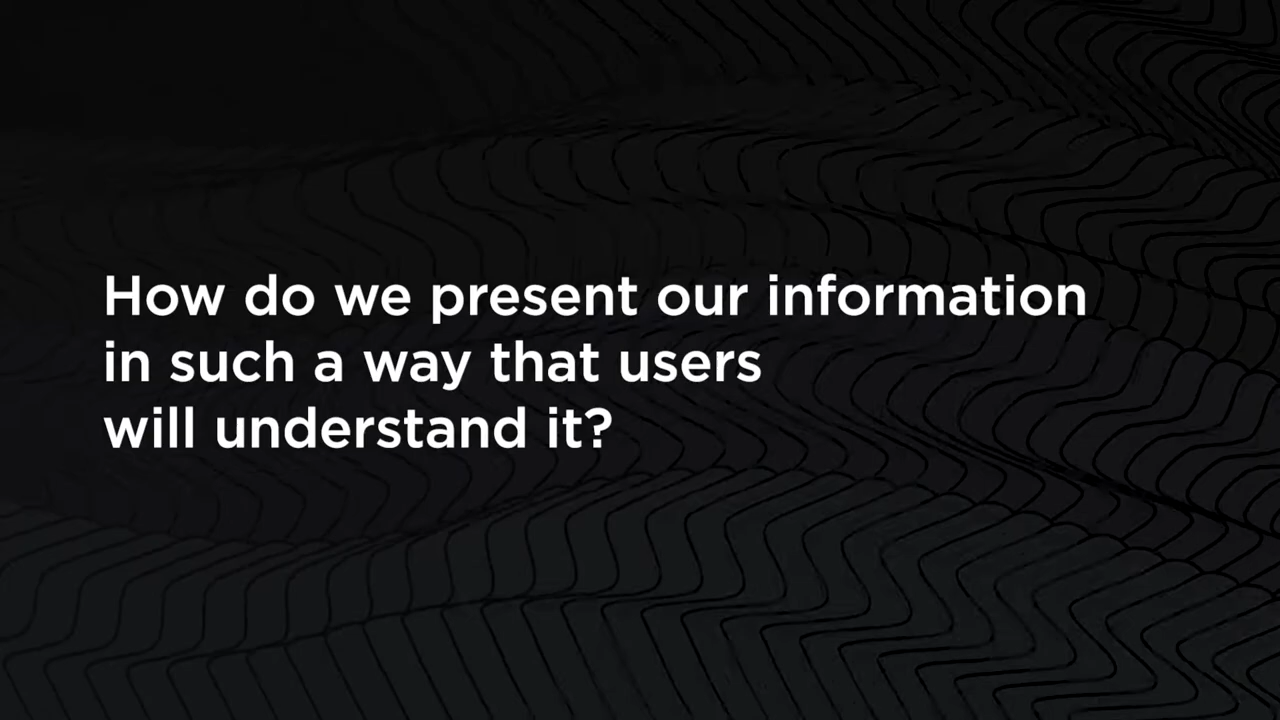 How do we present our information
in such a way that users
will understand it?